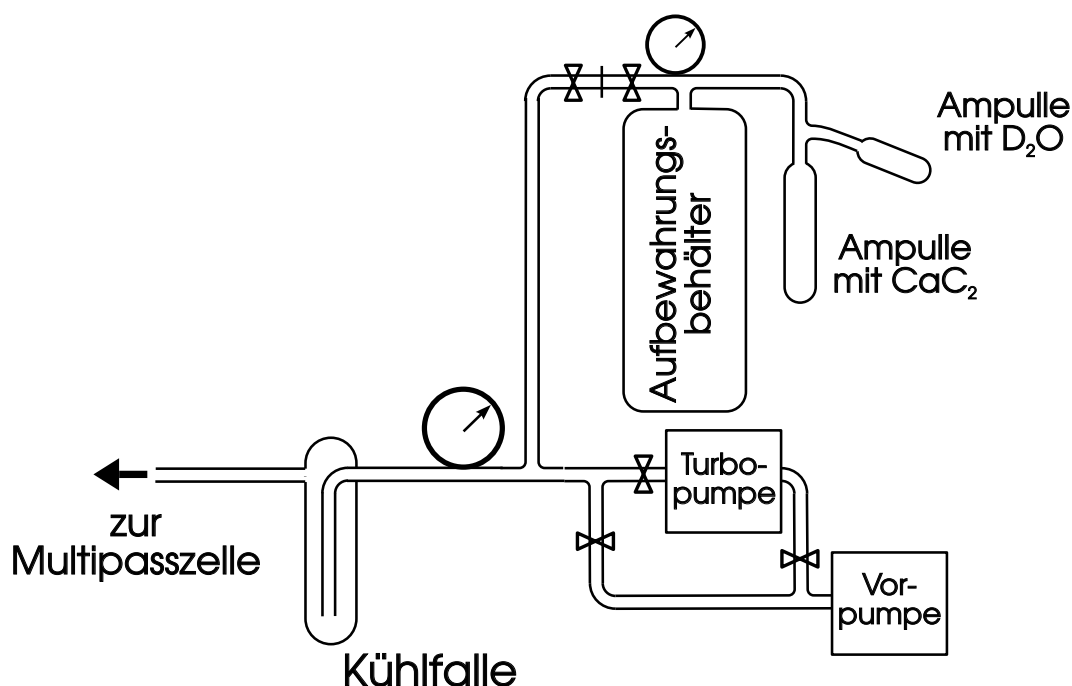 Ampulle
mit D₂O
Aufbewahrungs-
behälter
Ampulle
mit CaC₂
Turbo-
pumpe
zur
Multipasszelle
Vor-
pumpe
Kühlfalle